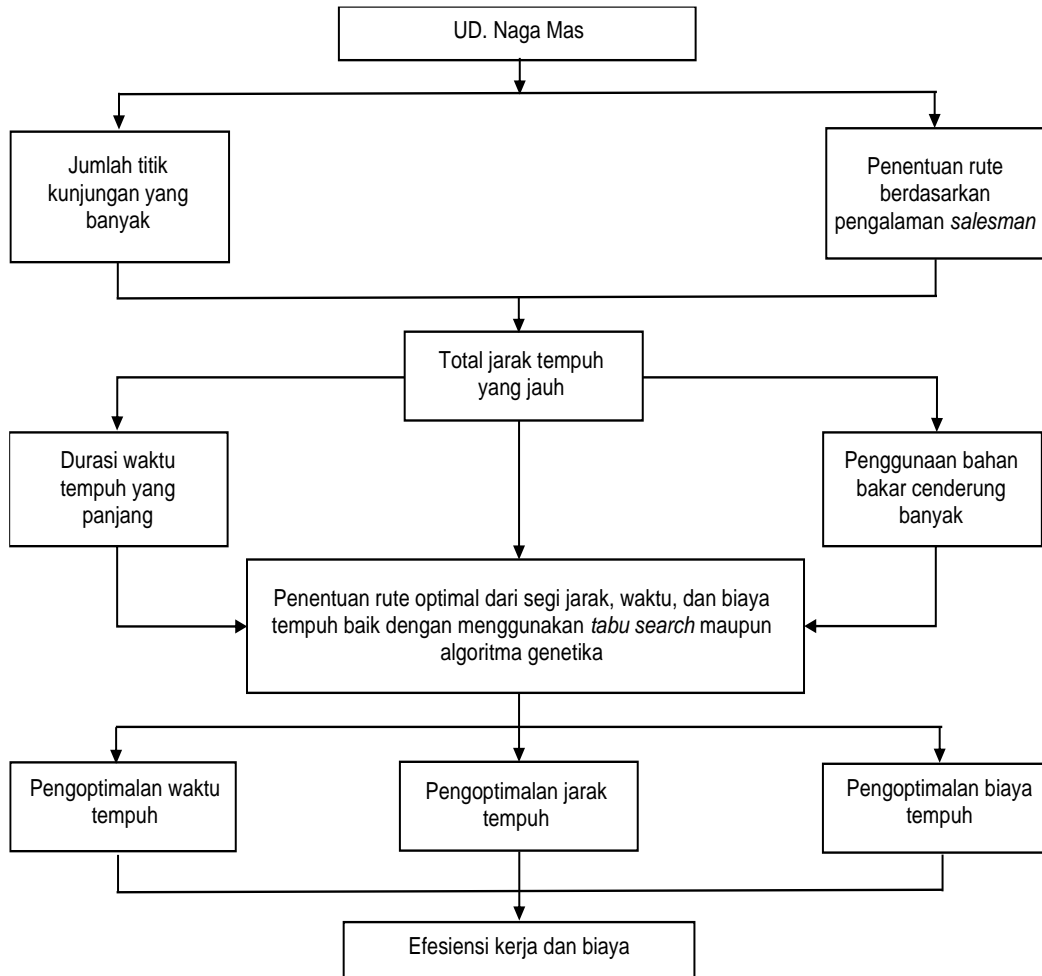 UD. Naga Mas
Jumlah titik
kunjungan yang
banyak
Penentuan rute
berdasarkan
pengalaman salesman
Total jarak tempuh
yang jauh
Durasi waktu
tempuh yang
panjang
Penggunaan bahan
bakar cenderung
banyak
Penentuan rute optimal dari segi jarak, waktu, dan biaya
tempuh baik dengan menggunakan tabu search maupun
algoritma genetika
Pengoptimalan waktu
tempuh
Pengoptimalan jarak
tempuh
Pengoptimalan biaya
tempuh
Efesiensi kerja dan biaya